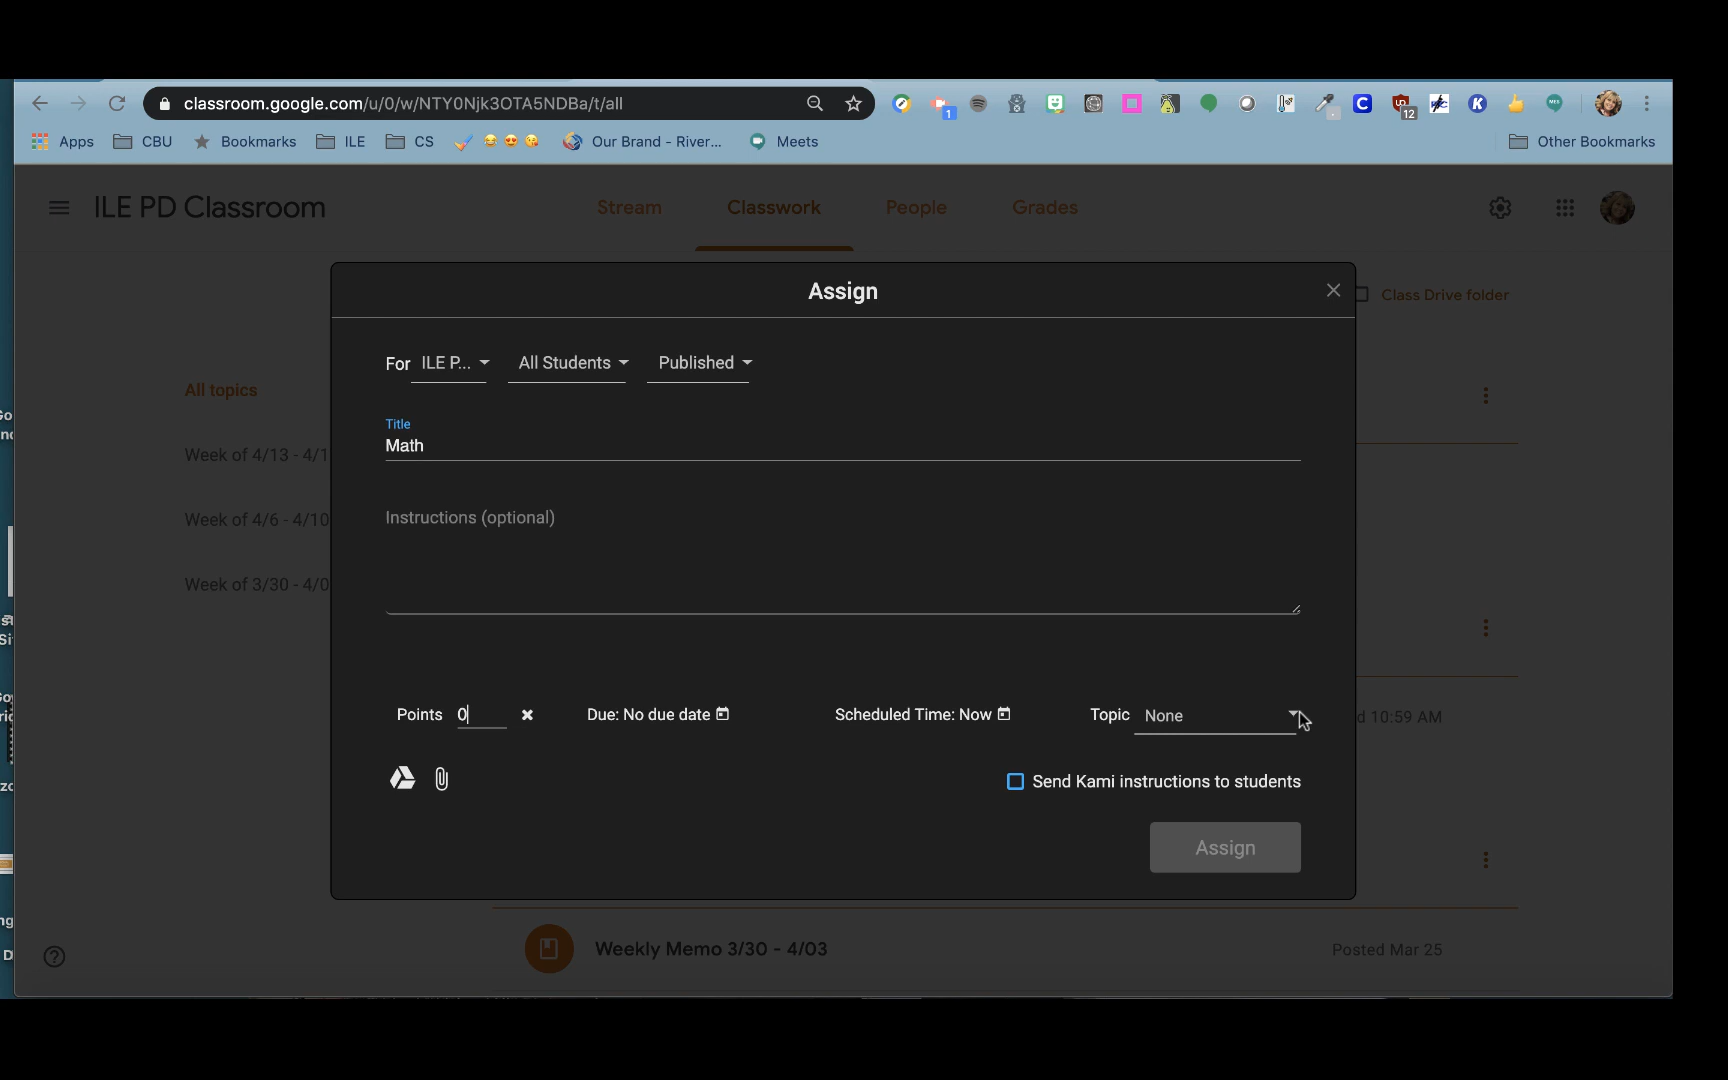 classroom.google.com/u/0/w/NTY0Njk3OTA5NDBa/t/all
1
12
Apps
CBU
Bookmarks
ILE
CS
Our Brand - River...
Meets
Other Bookmarks
ILE PD Classroom
Stream
Classwork
People
Grades
Assign
Class Drive folder
For ILE P... All Students Published
All topics
Title
Math
Week of 4/13 - 4/1
Instructions (optional)
Week of 4/6 - 4/10
Week of 3/30 - 4/0
Points 0
Due: No due date
Scheduled Time: Now
Topic None
d 10:59 AM
Send Kami instructions to students
Assign
Weekly Memo 3/30 - 4/03
Posted Mar 25